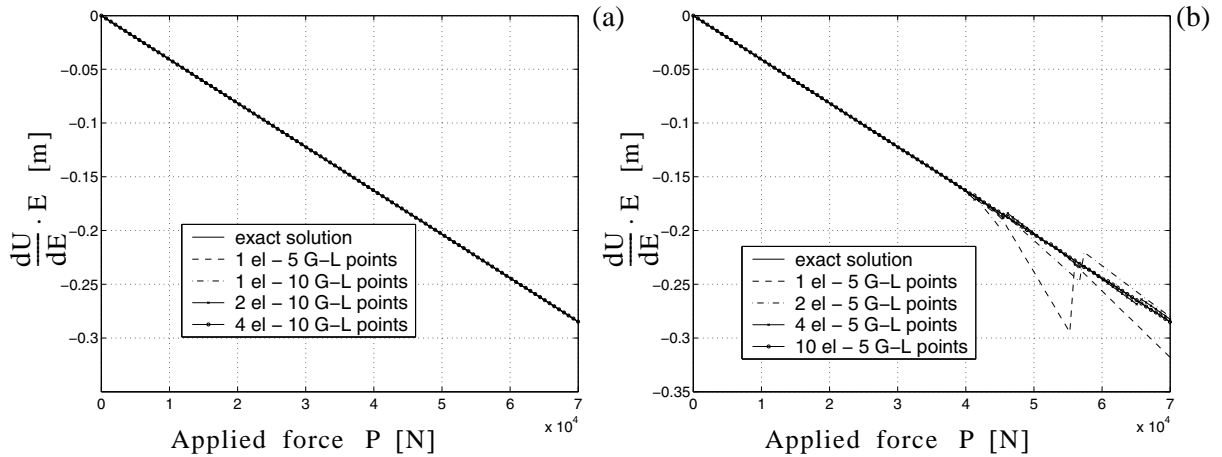 (a)
0
−0.05
−0.1
−0.15
−0.2
−0.25
−0.3
−0.35
dU/dE · E [m]
exact solution
1 el − 5 G−L points
1 el − 10 G−L points
2 el − 10 G−L points
4 el − 10 G−L points
0 1 2 3 4 5 6 7
x 10^4
Applied force P [N]
(b)
0
−0.05
−0.1
−0.15
−0.2
−0.25
−0.3
−0.35
dU/dE · E [m]
exact solution
1 el − 5 G−L points
2 el − 5 G−L points
4 el − 5 G−L points
10 el − 5 G−L points
0 1 2 3 4 5 6 7
x 10^4
Applied force P [N]